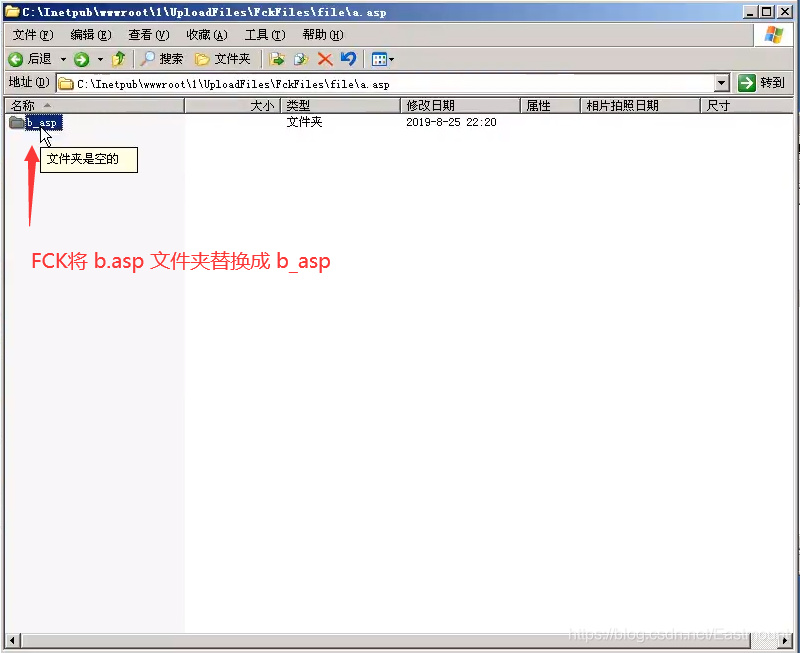 C:\Inetpub\wwwroot\1\UploadFiles\FckFiles\file\a.asp
文件(F) 编辑(E) 查看(V) 收藏(A) 工具(T) 帮助(H)
后退 搜索 文件夹
地址(D) C:\Inetpub\wwwroot\1\UploadFiles\FckFiles\file\a.asp 转到
名称 大小 类型 修改日期 属性 相片拍照日期 尺寸
b_asp 文件夹 2019-8-25 22:20
文件夹是空的
FCK将 b.asp 文件夹替换成 b_asp
https://blog.csdn.net/Eastmount